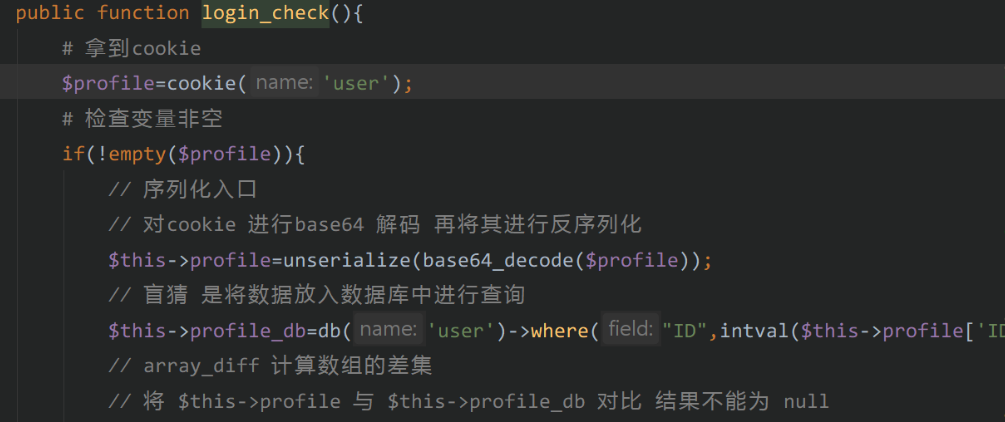 public function login_check(){
# 拿到cookie
$profile=cookie( name: 'user');
# 检查变量非空
if(!empty($profile)){
// 序列化入口
// 对cookie 进行base64 解码 再将其进行反序列化
$this->profile=unserialize(base64_decode($profile));
// 盲猜 是将数据放入数据库中进行查询
$this->profile_db=db( name: 'user')->where( field: "ID",intval($this->profile['ID
// array_diff 计算数组的差集
// 将 $this->profile 与 $this->profile_db 对比 结果不能为 null